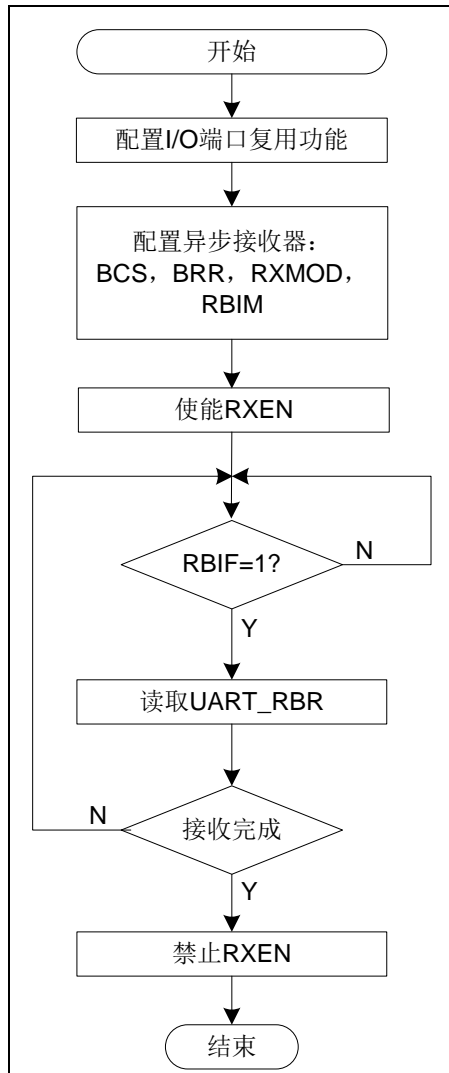 开始
配置I/O端口复用功能
配置异步接收器：
BCS，BRR，RXMOD，
RBIM
使能RXEN
RBIF=1?
N
Y
读取UART_RBR
N
接收完成
Y
禁止RXEN
结束